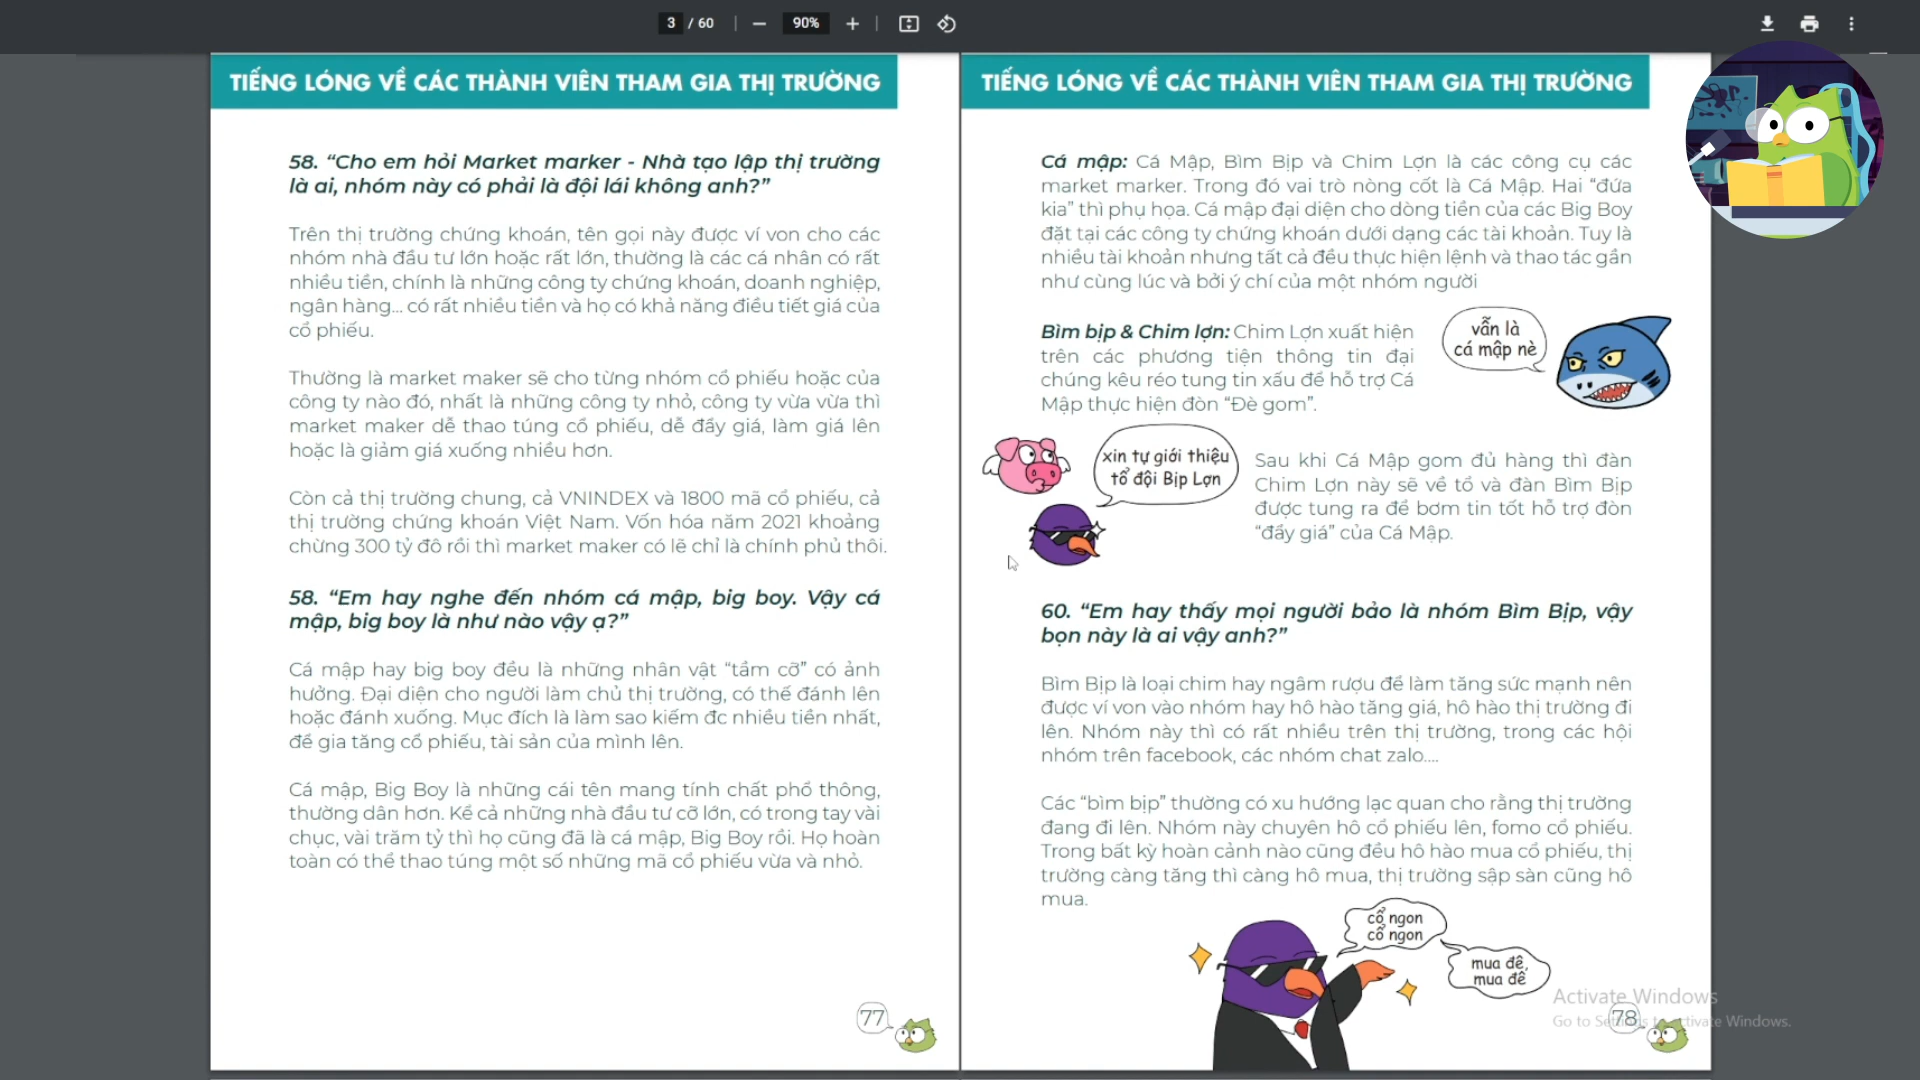 3 / 60
90%
TIẾNG LÓNG VỀ CÁC THÀNH VIÊN THAM GIA THỊ TRƯỜNG
58. “Cho em hỏi Market marker - Nhà tạo lập thị trường
là ai, nhóm này có phải là đội lái không anh?”
Trên thị trường chứng khoán, tên gọi này được ví von cho các
nhóm nhà đầu tư lớn hoặc rất lớn, thường là các cá nhân có rất
nhiều tiền, chính là những công ty chứng khoán, doanh nghiệp,
ngân hàng... có rất nhiều tiền và họ có khả năng điều tiết giá của
cổ phiếu.
Thường là market maker sẽ cho từng nhóm cổ phiếu hoặc của
công ty nào đó, nhất là những công ty nhỏ, công ty vừa vừa thì
market maker dễ thao túng cổ phiếu, dễ đẩy giá, làm giá lên
hoặc là giảm giá xuống nhiều hơn.
Còn cả thị trường chung, cả VNINDEX và 1800 mã cổ phiếu, cả
thị trường chứng khoán Việt Nam. Vốn hóa năm 2021 khoảng
chừng 300 tỷ đô rồi thì market maker có lẽ chỉ là chính phủ thôi.
58. “Em hay nghe đến nhóm cá mập, big boy. Vậy cá
mập, big boy là như nào vậy ạ?”
Cá mập hay big boy đều là những nhân vật “tầm cỡ” có ảnh
hưởng. Đại diện cho người làm chủ thị trường, có thể đánh lên
hoặc đánh xuống. Mục đích là làm sao kiếm đc nhiều tiền nhất,
để gia tăng cổ phiếu, tài sản của mình lên.
Cá mập, Big Boy là những cái tên mang tính chất phổ thông,
thường dân hơn. Kể cả những nhà đầu tư cỡ lớn, có trong tay vài
chục, vài trăm tỷ thì họ cũng đã là cá mập, Big Boy rồi. Họ hoàn
toàn có thể thao túng một số những mã cổ phiếu vừa và nhỏ.
77
TIẾNG LÓNG VỀ CÁC THÀNH VIÊN THAM GIA THỊ TRƯỜNG
Cá mập: Cá Mập, Bìm Bịp và Chim Lợn là các công cụ các
market marker. Trong đó vai trò nòng cốt là Cá Mập. Hai “đứa
kia” thì phụ họa. Cá mập đại diện cho dòng tiền của các Big Boy
đặt tại các công ty chứng khoán dưới dạng các tài khoản. Tuy là
nhiều tài khoản nhưng tất cả đều thực hiện lệnh và thao tác gần
như cùng lúc và bởi ý chí của một nhóm người
Bìm bịp & Chim lợn: Chim Lợn xuất hiện
trên các phương tiện thông tin đại
chúng kêu réo tung tin xấu để hỗ trợ Cá
Mập thực hiện đòn “Đè gom”.
vẫn là
cá mập nè
xin tự giới thiệu
tổ đội Bịp Lợn
Sau khi Cá Mập gom đủ hàng thì đàn
Chim Lợn này sẽ về tổ và đàn Bìm Bịp
được tung ra để bơm tin tốt hỗ trợ đòn
“đẩy giá” của Cá Mập.
60. “Em hay thấy mọi người bảo là nhóm Bìm Bịp, vậy
bọn này là ai vậy anh?”
Bìm Bịp là loại chim hay ngâm rượu để làm tăng sức mạnh nên
được ví von vào nhóm hay hô hào tăng giá, hô hào thị trường đi
lên. Nhóm này thì có rất nhiều trên thị trường, trong các hội
nhóm trên facebook, các nhóm chat zalo....
Các “bìm bịp” thường có xu hướng lạc quan cho rằng thị trường
đang đi lên. Nhóm này chuyên hô cổ phiếu lên, fomo cổ phiếu.
Trong bất kỳ hoàn cảnh nào cũng đều hô hào mua cổ phiếu, thị
trường càng tăng thì càng hô mua, thị trường sập sàn cũng hô
mua.
cổ ngon
cổ ngon
mua đê,
mua đê
78
Activate Windows
Go to Settings to activate Windows.